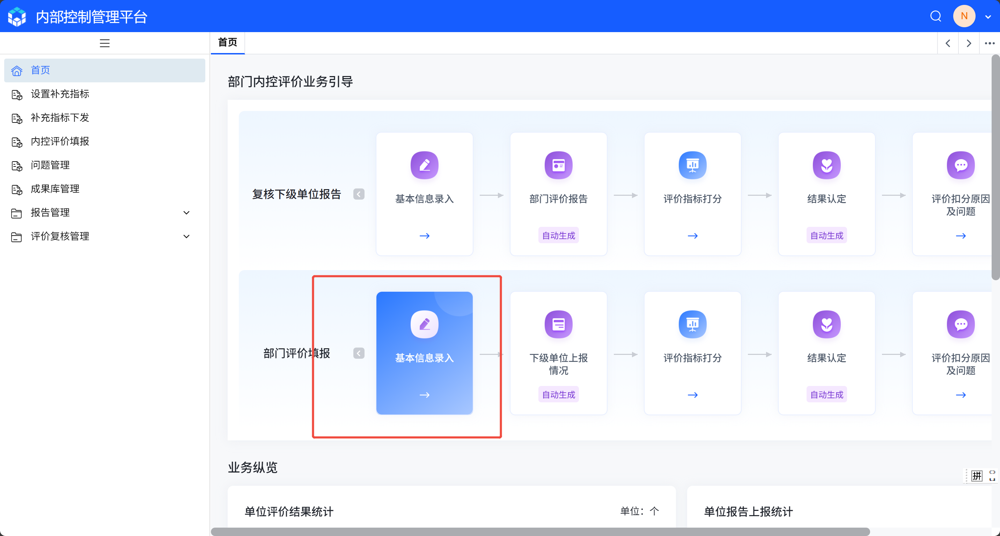 内部控制管理平台
N
首页
首页
设置补充指标
补充指标下发
内控评价填报
问题管理
成果库管理
报告管理
评价复核管理
部门内控评价业务引导
复核下级单位报告
基本信息录入
部门评价报告
自动生成
评价指标打分
结果认定
自动生成
评价扣分原因
及问题
部门评价填报
基本信息录入
下级单位上报
情况
自动生成
评价指标打分
结果认定
自动生成
评价扣分原因
及问题
业务纵览
拼
单位评价结果统计
单位：个
单位报告上报统计